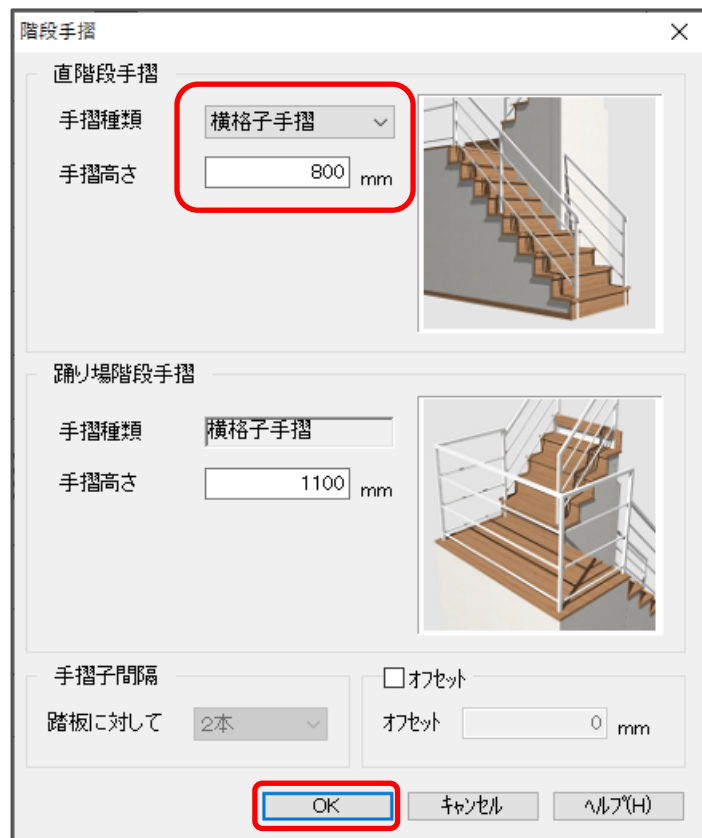 階段手摺
直階段手摺
手摺種類 横格子手摺
手摺高さ 800 mm
踊り場階段手摺
手摺種類 横格子手摺
手摺高さ 1100 mm
手摺子間隔
踏板に対して 2本
オフセット
オフセット 0 mm
OK キャンセル ヘルプ(H)